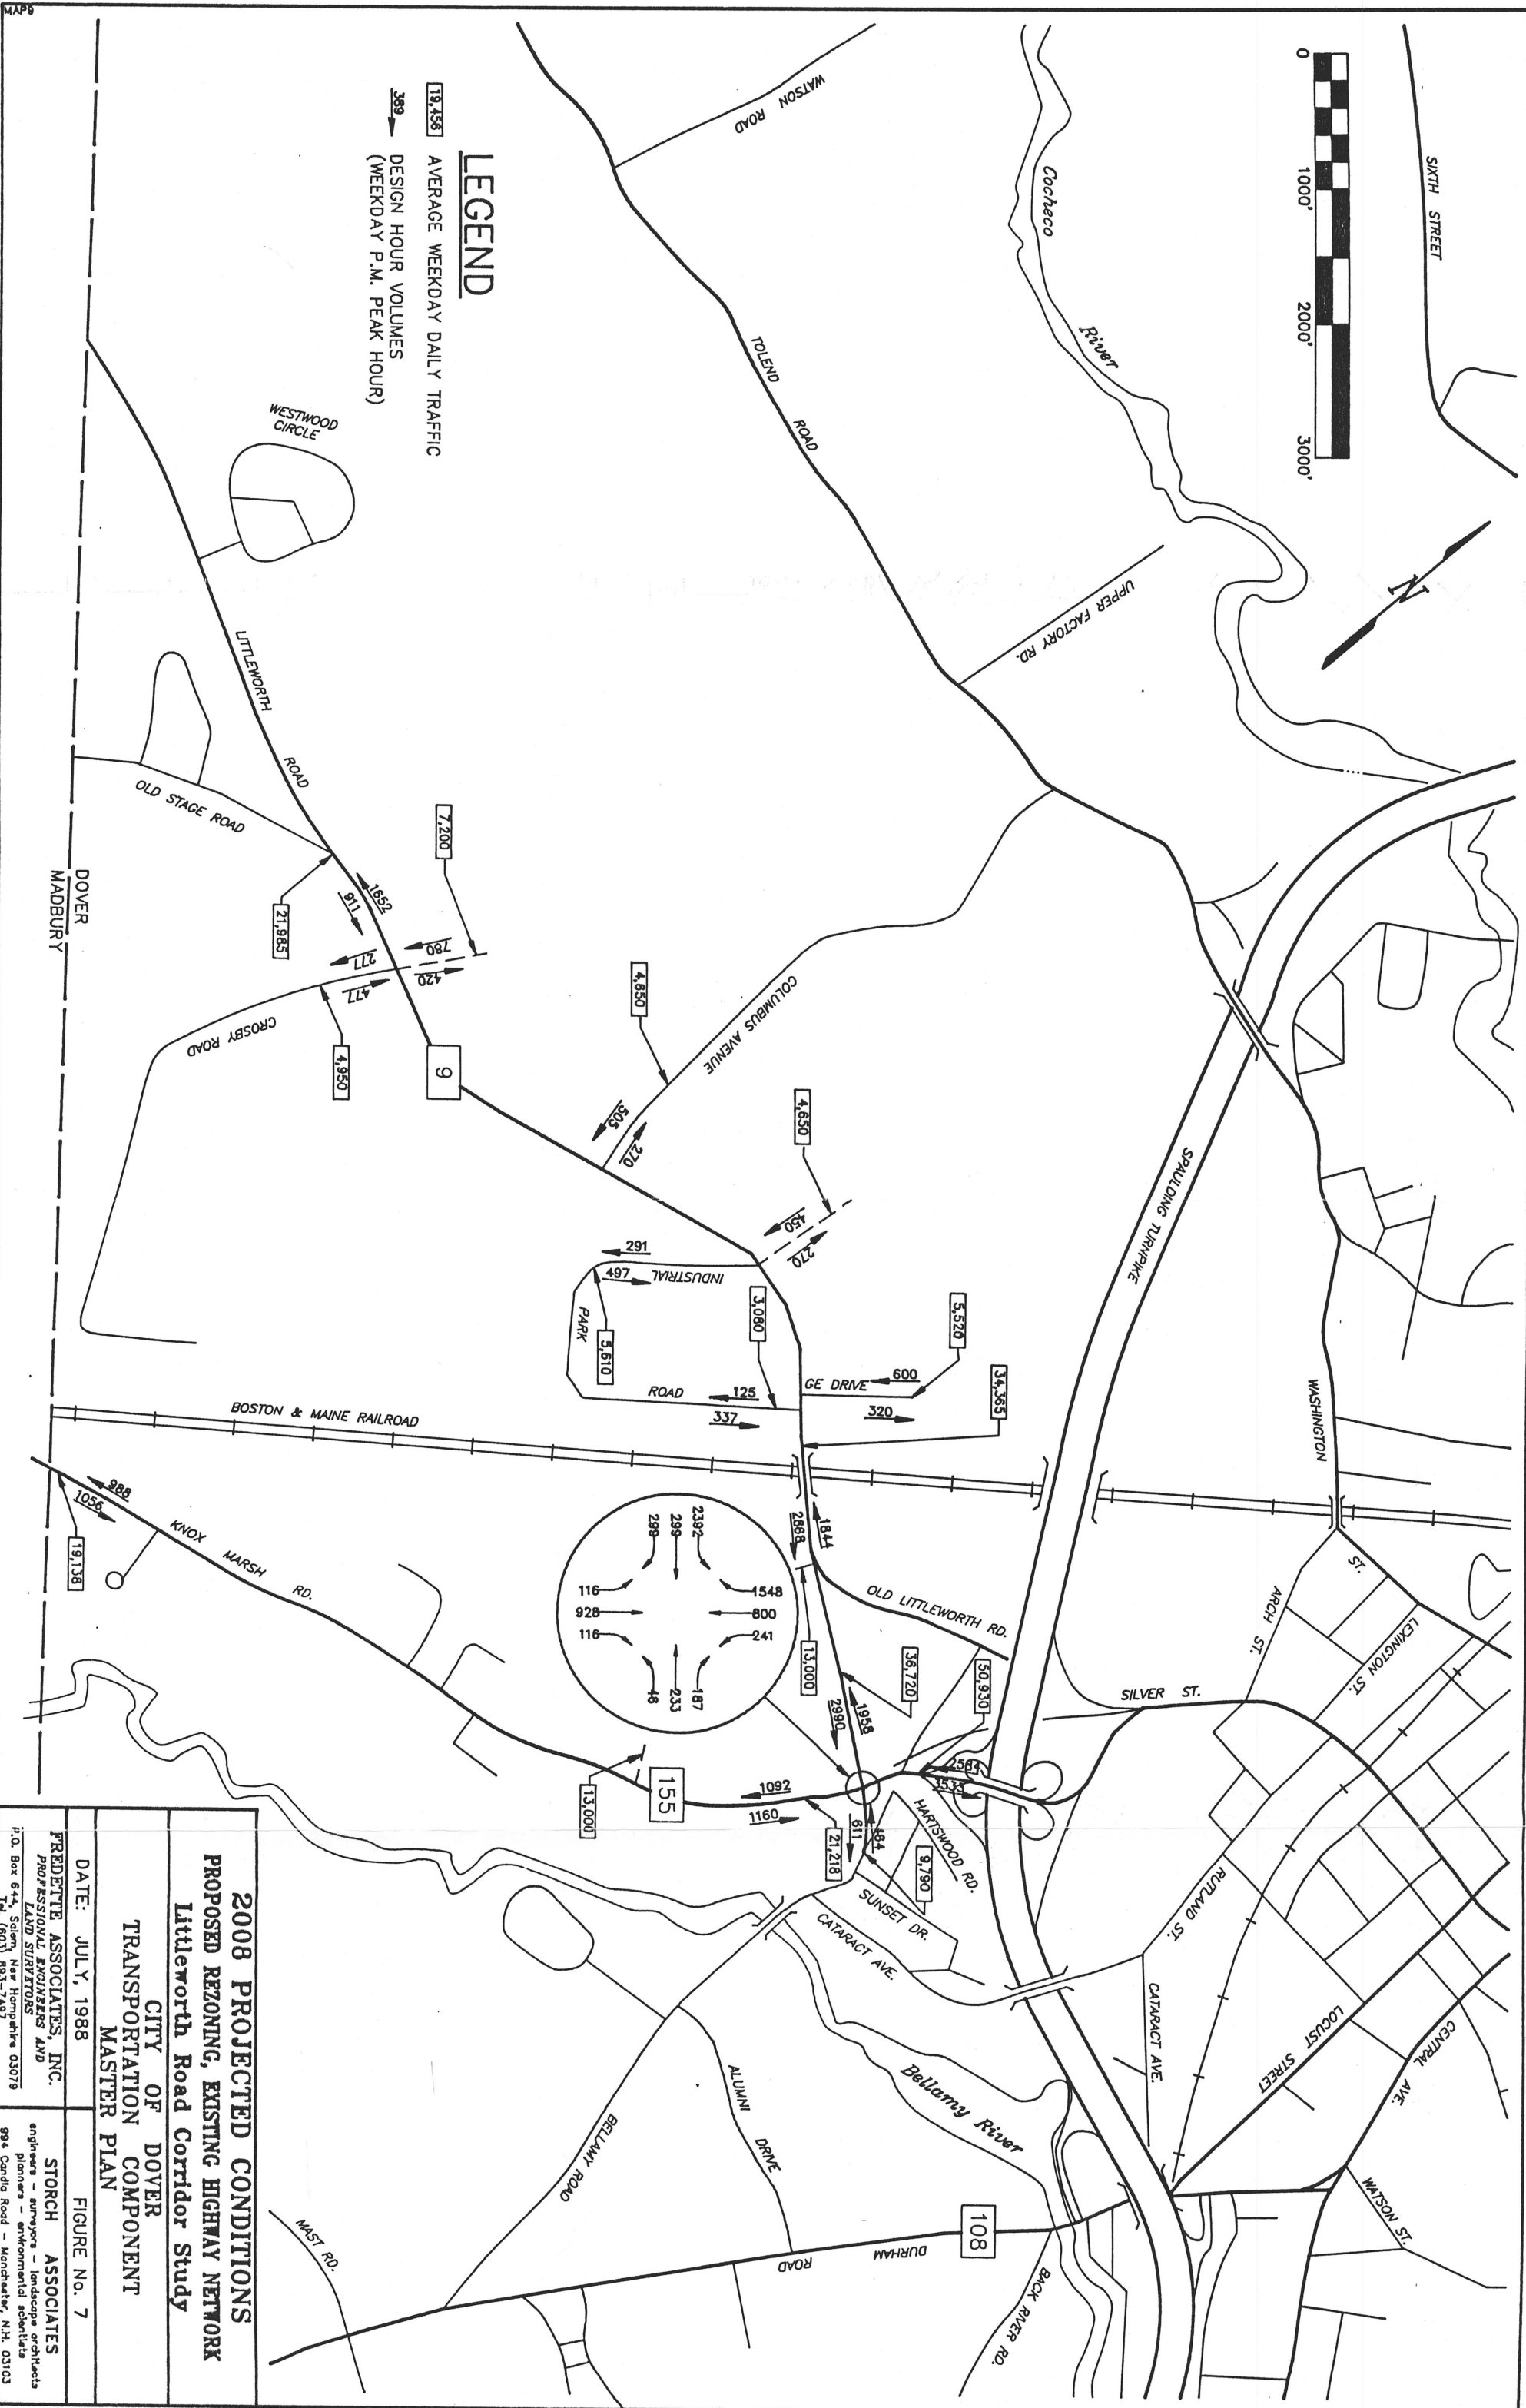 MAP9
SIXTH STREET
0
1000'
2000'
3000'
N
WATSON ROAD
Cocheco
River
LEGEND
19,456 AVERAGE WEEKDAY DAILY TRAFFIC
389 DESIGN HOUR VOLUMES
(WEEKDAY P.M. PEAK HOUR)
TOLEND
ROAD
UPPER FACTORY RD.
WESTWOOD
CIRCLE
LITTLEWORTH
ROAD
OLD STAGE ROAD
DOVER
MADBURY
7,200
21,985
1652
911
780
420
277
477
4,950
CROSBY ROAD
9
4,650
COLUMBUS AVENUE
505
270
4,650
450
270
SPAULDING TURNPIKE
WASHINGTON
ST.
291
497
INDUSTRIAL
PARK
ROAD
5,610
3,080
125
337
GE DRIVE
600
320
5,520
34,365
BOSTON & MAINE RAILROAD
988
1056
19,138
KNOX
MARSH
RD.
1844
2868
13,000
OLD LITTLEWORTH RD.
2392
299
299
1548
800
241
116
928
116
46
233
187
36,720
50,930
1958
2990
2584
3533
13,000
155
1092
1160
21,218
611
484
9,790
HARTSWOOD RD.
SUNSET DR.
CATARACT AVE.
SILVER ST.
ARCH ST.
LEXINGTON
ST.
RUTLAND ST.
CATARACT AVE.
LOCUST STREET
CENTRAL
AVE.
WATSON ST.
Bellamy River
ALUMNI
DRIVE
BELLAMY ROAD
MAST RD.
108
DURHAM
ROAD
BACK RIVER RD.
2008 PROJECTED CONDITIONS
PROPOSED REZONING, EXISTING HIGHWAY NETWORK
Littleworth Road Corridor Study
CITY OF DOVER
TRANSPORTATION COMPONENT
MASTER PLAN
DATE: JULY, 1988
FIGURE No. 7
FREDETTE ASSOCIATES, INC.
PROFESSIONAL ENGINEERS AND
LAND SURVEYORS
P.O. Box 644, Salem, New Hampshire 03079
Tel (603) 893-7497
STORCH ASSOCIATES
engineers - surveyors - landscape architects
planners - environmental scientists
994 Candia Road - Manchester, N.H. 03103